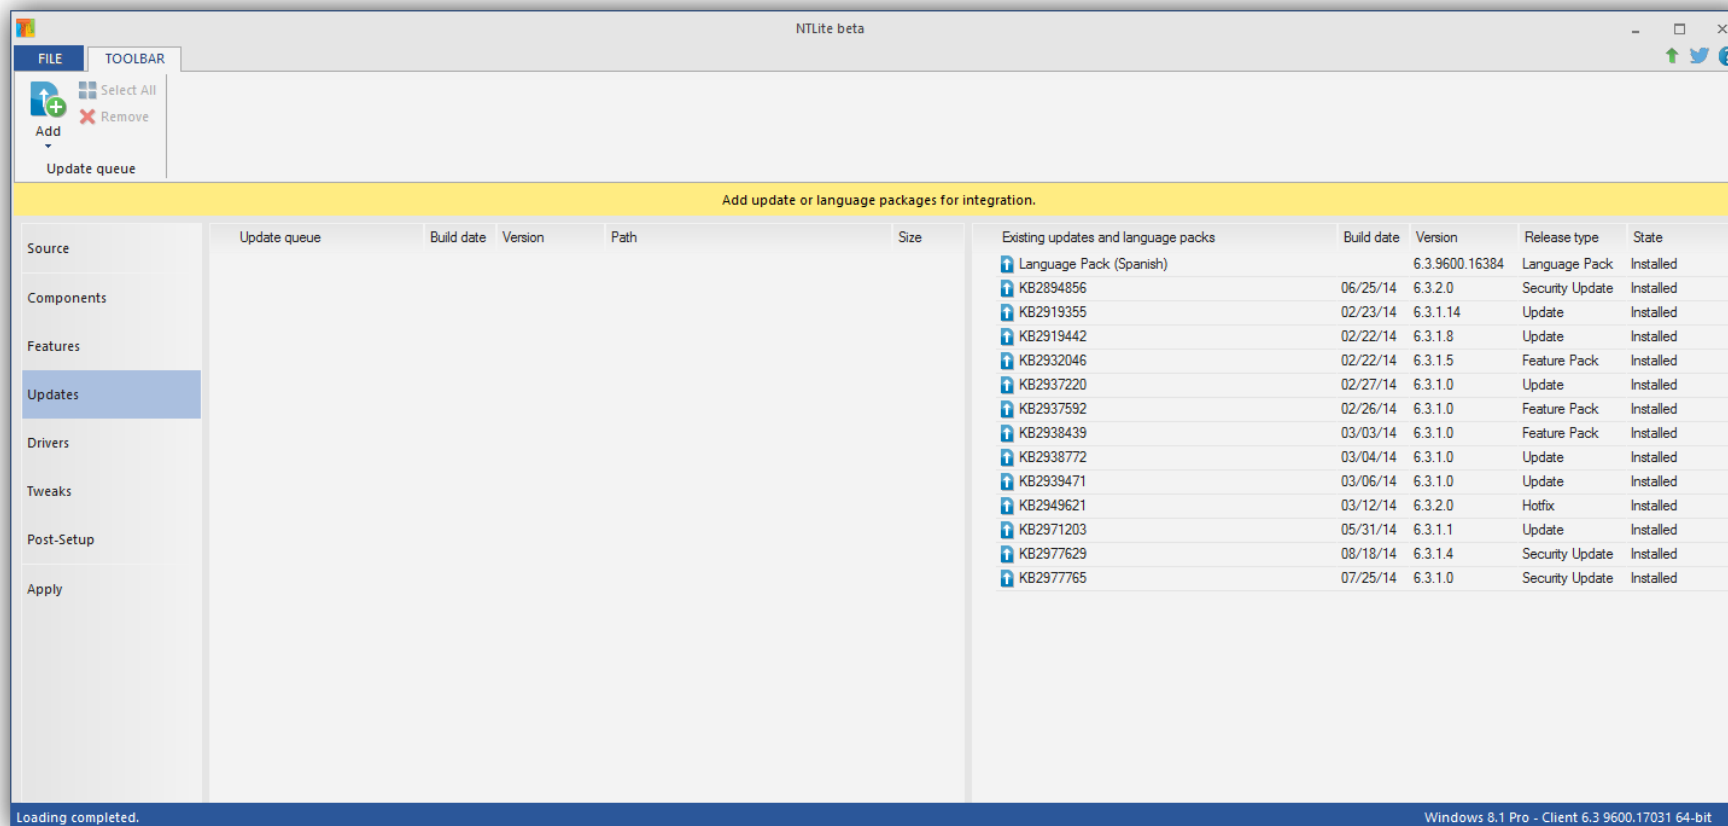 NTLite beta
FILE TOOLBAR
Add
Select All
Remove
Update queue
Add update or language packages for integration.
Source
Components
Features
Updates
Drivers
Tweaks
Post-Setup
Apply
Update queue Build date Version Path Size
Existing updates and language packs Build date Version Release type State
Language Pack (Spanish) 6.3.9600.16384 Language Pack Installed
KB2894856 06/25/14 6.3.2.0 Security Update Installed
KB2919355 02/23/14 6.3.1.14 Update Installed
KB2919442 02/22/14 6.3.1.8 Update Installed
KB2932046 02/22/14 6.3.1.5 Feature Pack Installed
KB2937220 02/27/14 6.3.1.0 Update Installed
KB2937592 02/26/14 6.3.1.0 Feature Pack Installed
KB2938439 03/03/14 6.3.1.0 Feature Pack Installed
KB2938772 03/04/14 6.3.1.0 Update Installed
KB2939471 03/06/14 6.3.1.0 Update Installed
KB2949621 03/12/14 6.3.2.0 Hotfix Installed
KB2971203 05/31/14 6.3.1.1 Update Installed
KB2977629 08/18/14 6.3.1.4 Security Update Installed
KB2977765 07/25/14 6.3.1.0 Security Update Installed
Loading completed.
Windows 8.1 Pro - Client 6.3 9600.17031 64-bit